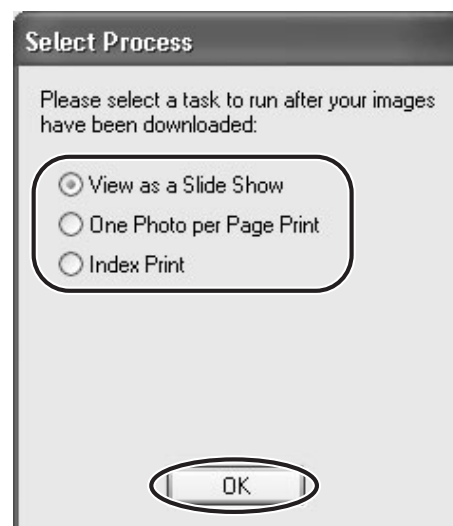 Select Process
Please select a task to run after your images
have been downloaded:
View as a Slide Show
One Photo per Page Print
Index Print
OK